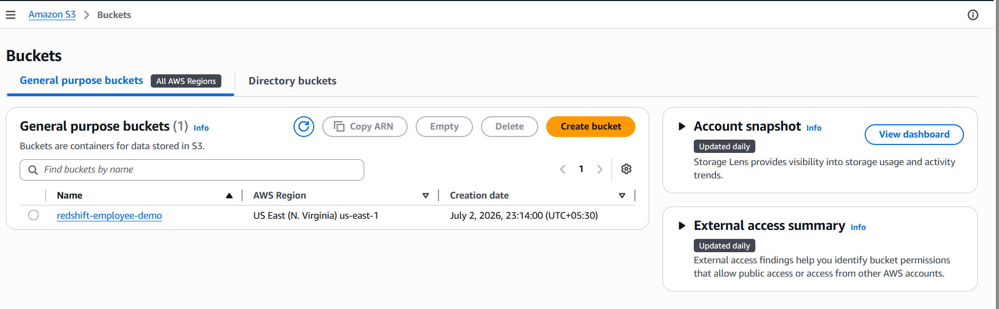 Amazon S3 Buckets
Buckets
General purpose buckets All AWS Regions Directory buckets
General purpose buckets (1) Info
Copy ARN Empty Delete Create bucket
Buckets are containers for data stored in S3.
Find buckets by name
1
Name AWS Region Creation date
redshift-employee-demo US East (N. Virginia) us-east-1 July 2, 2026, 23:14:00 (UTC+05:30)
Account snapshot Info
View dashboard
Updated daily
Storage Lens provides visibility into storage usage and activity
trends.
External access summary Info
Updated daily
External access findings help you identify bucket permissions
that allow public access or access from other AWS accounts.